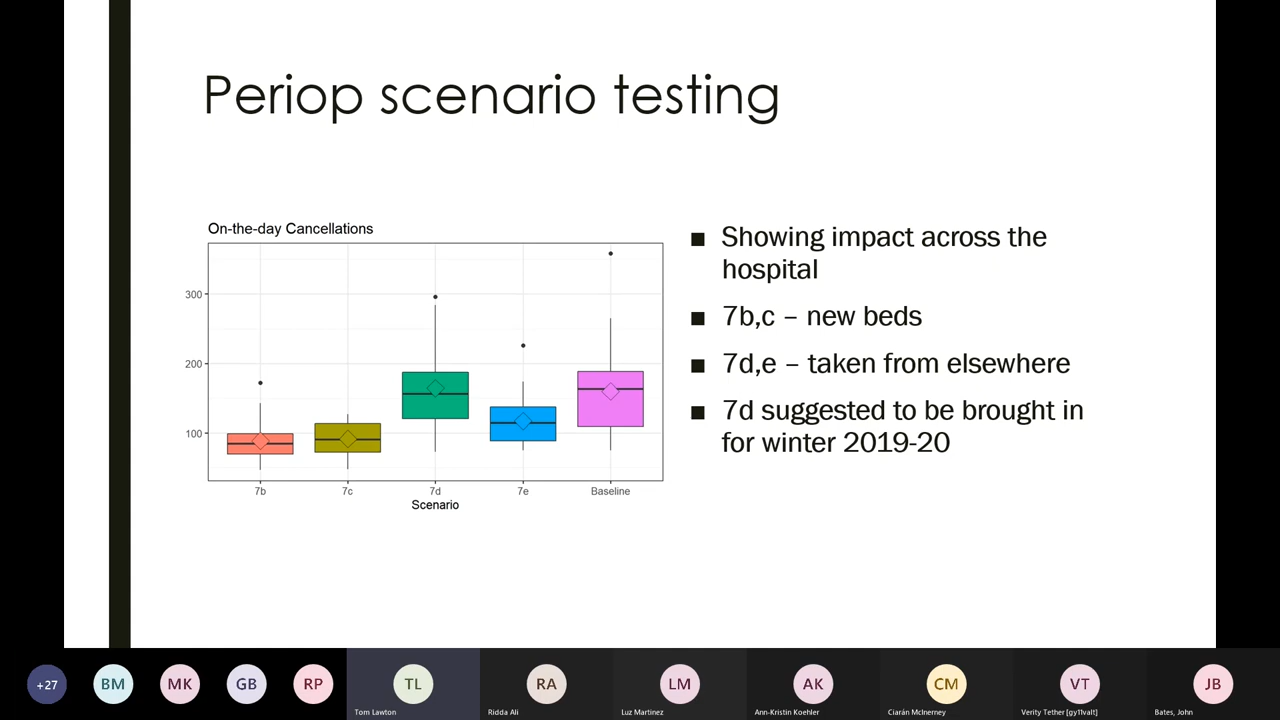 Periop scenario testing
On-the-day Cancellations
300
200
100
7b
7c
7d
7e
Baseline
Scenario
■ Showing impact across the
hospital
■ 7b,c – new beds
■ 7d,e – taken from elsewhere
■ 7d suggested to be brought in
for winter 2019-20
+27
BM
MK
GB
RP
TL
RA
LM
AK
CM
VT
JB
Tom Lawton
Ridda Ali
Luz Martinez
Ann-Kristin Koehler
Ciarán McInerney
Verity Tether [gy11valt]
Bates, John